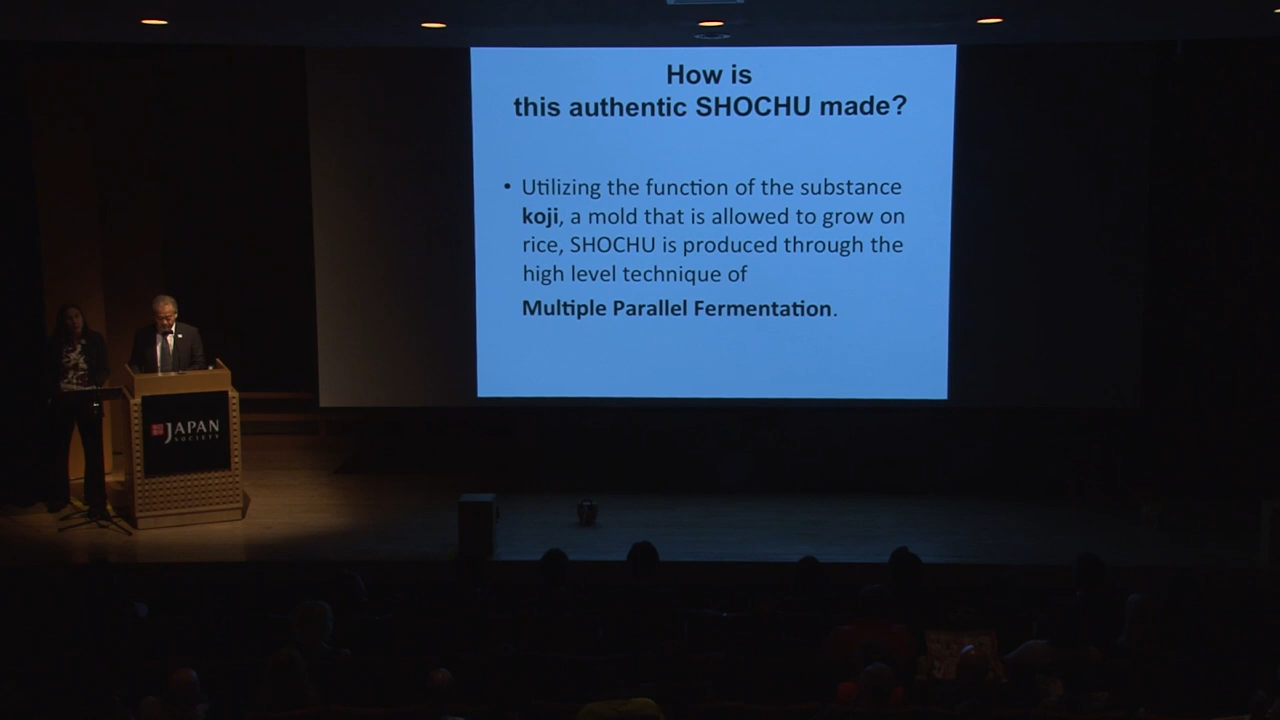 How is
this authentic SHOCHU made?
• Utilizing the function of the substance
koji, a mold that is allowed to grow on
rice, SHOCHU is produced through the
high level technique of
Multiple Parallel Fermentation.
JAPAN
SOCIETY